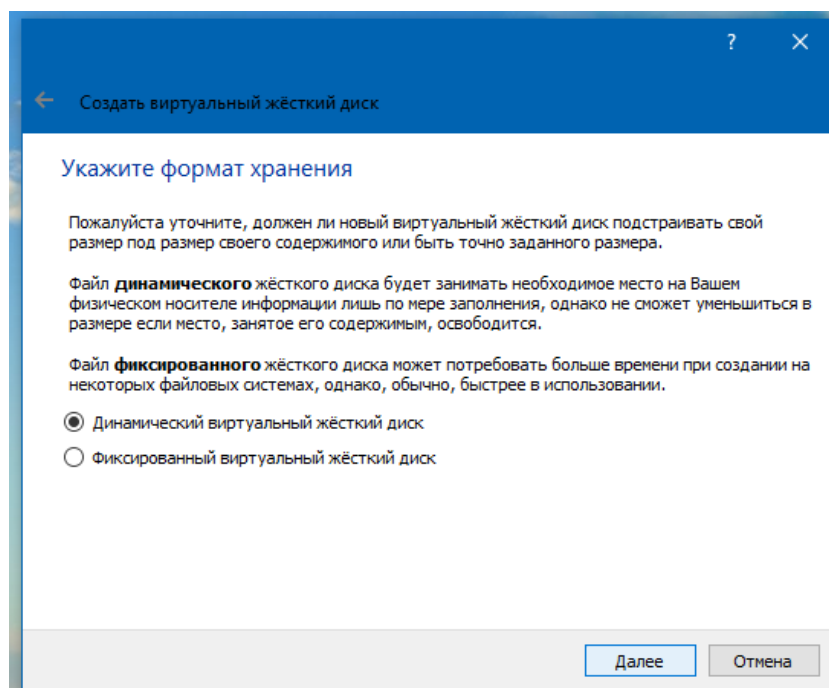 ?
Создать виртуальный жёсткий диск
Укажите формат хранения
Пожалуйста уточните, должен ли новый виртуальный жёсткий диск подстраивать свой
размер под размер своего содержимого или быть точно заданного размера.
Файл динамического жёсткого диска будет занимать необходимое место на Вашем
физическом носителе информации лишь по мере заполнения, однако не сможет уменьшиться в
размере если место, занятое его содержимым, освободится.
Файл фиксированного жёсткого диска может потребовать больше времени при создании на
некоторых файловых системах, однако, обычно, быстрее в использовании.
Динамический виртуальный жёсткий диск
Фиксированный виртуальный жёсткий диск
Далее Отмена